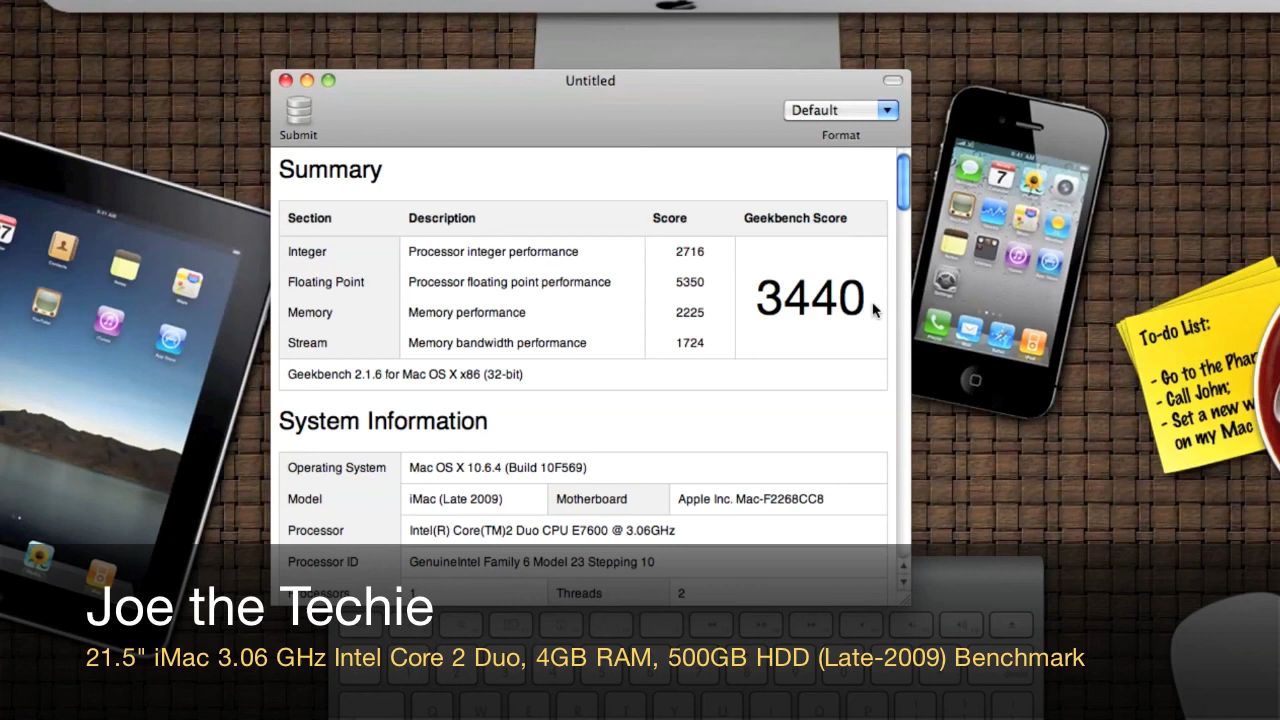 Untitled
Submit
Default
Format
Summary
Section Description Score Geekbench Score
Integer Processor integer performance 2716
Floating Point Processor floating point performance 5350
3440
Memory Memory performance 2225
Stream Memory bandwidth performance 1724
Geekbench 2.1.6 for Mac OS X x86 (32-bit)
System Information
Operating System Mac OS X 10.6.4 (Build 10F569)
Model iMac (Late 2009) Motherboard Apple Inc. Mac-F2268CC8
Processor Intel(R) Core(TM)2 Duo CPU E7600 @ 3.06GHz
Processor ID GenuineIntel Family 6 Model 23 Stepping 10
Processors 1 Threads 2
To-do List:
- Go to the
- Call John;
- Set a new
on my Mac
Joe the Techie
21.5" iMac 3.06 GHz Intel Core 2 Duo, 4GB RAM, 500GB HDD (Late-2009) Benchmark